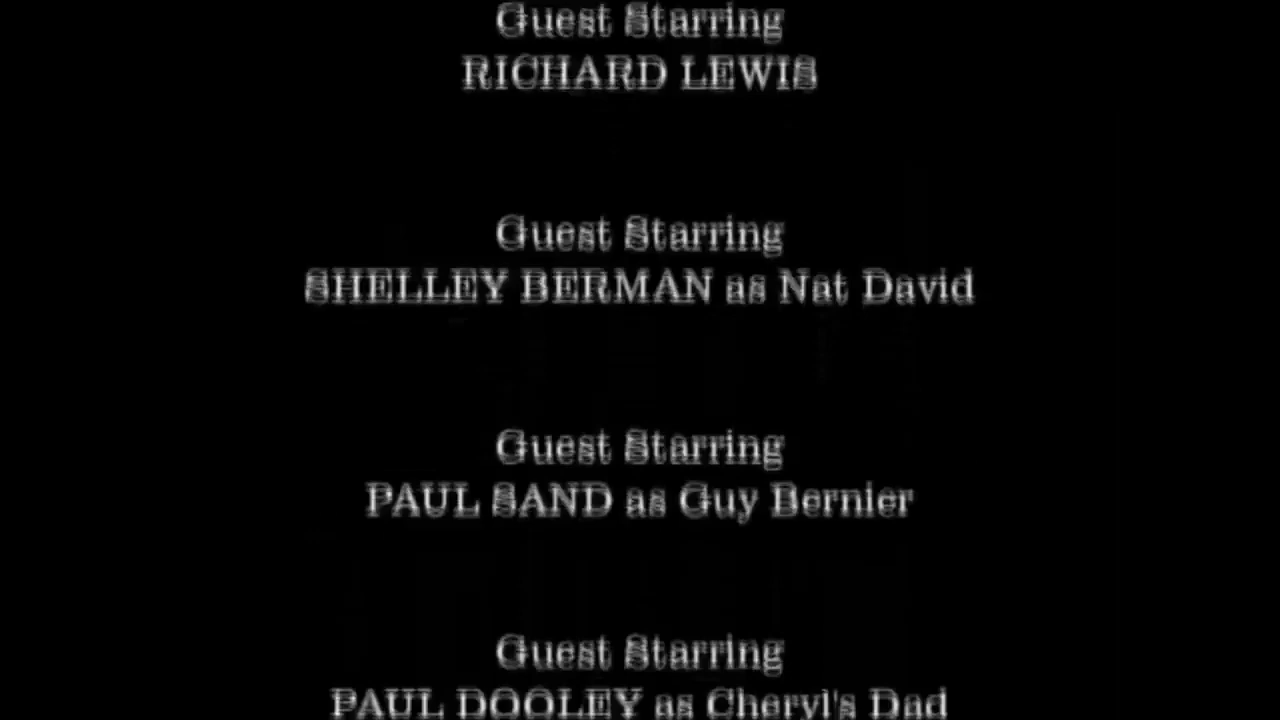 Guest Starring
RICHARD LEWIS
Guest Starring
SHELLEY BERMAN as Nat David
Guest Starring
PAUL SAND as Guy Bernier
Guest Starring
PAUL DOOLEY as Cheryl's Dad